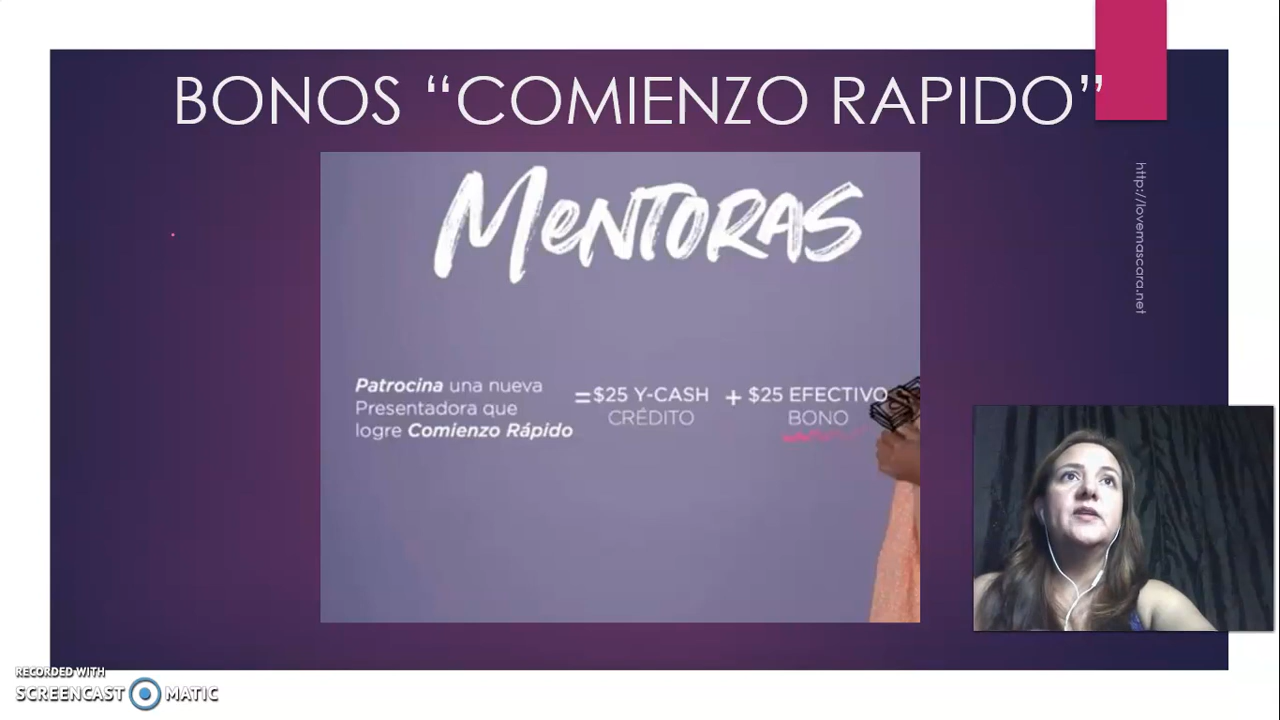 BONOS “COMIENZO RAPIDO”
http://lovemascara.net
MENTORAS
Patrocina una nueva
Presentadora que
logre Comienzo Rápido
=$25 Y-CASH
CRÉDITO
+ $25 EFECTIVO
BONO
RECORDED WITH
SCREENCAST MATIC